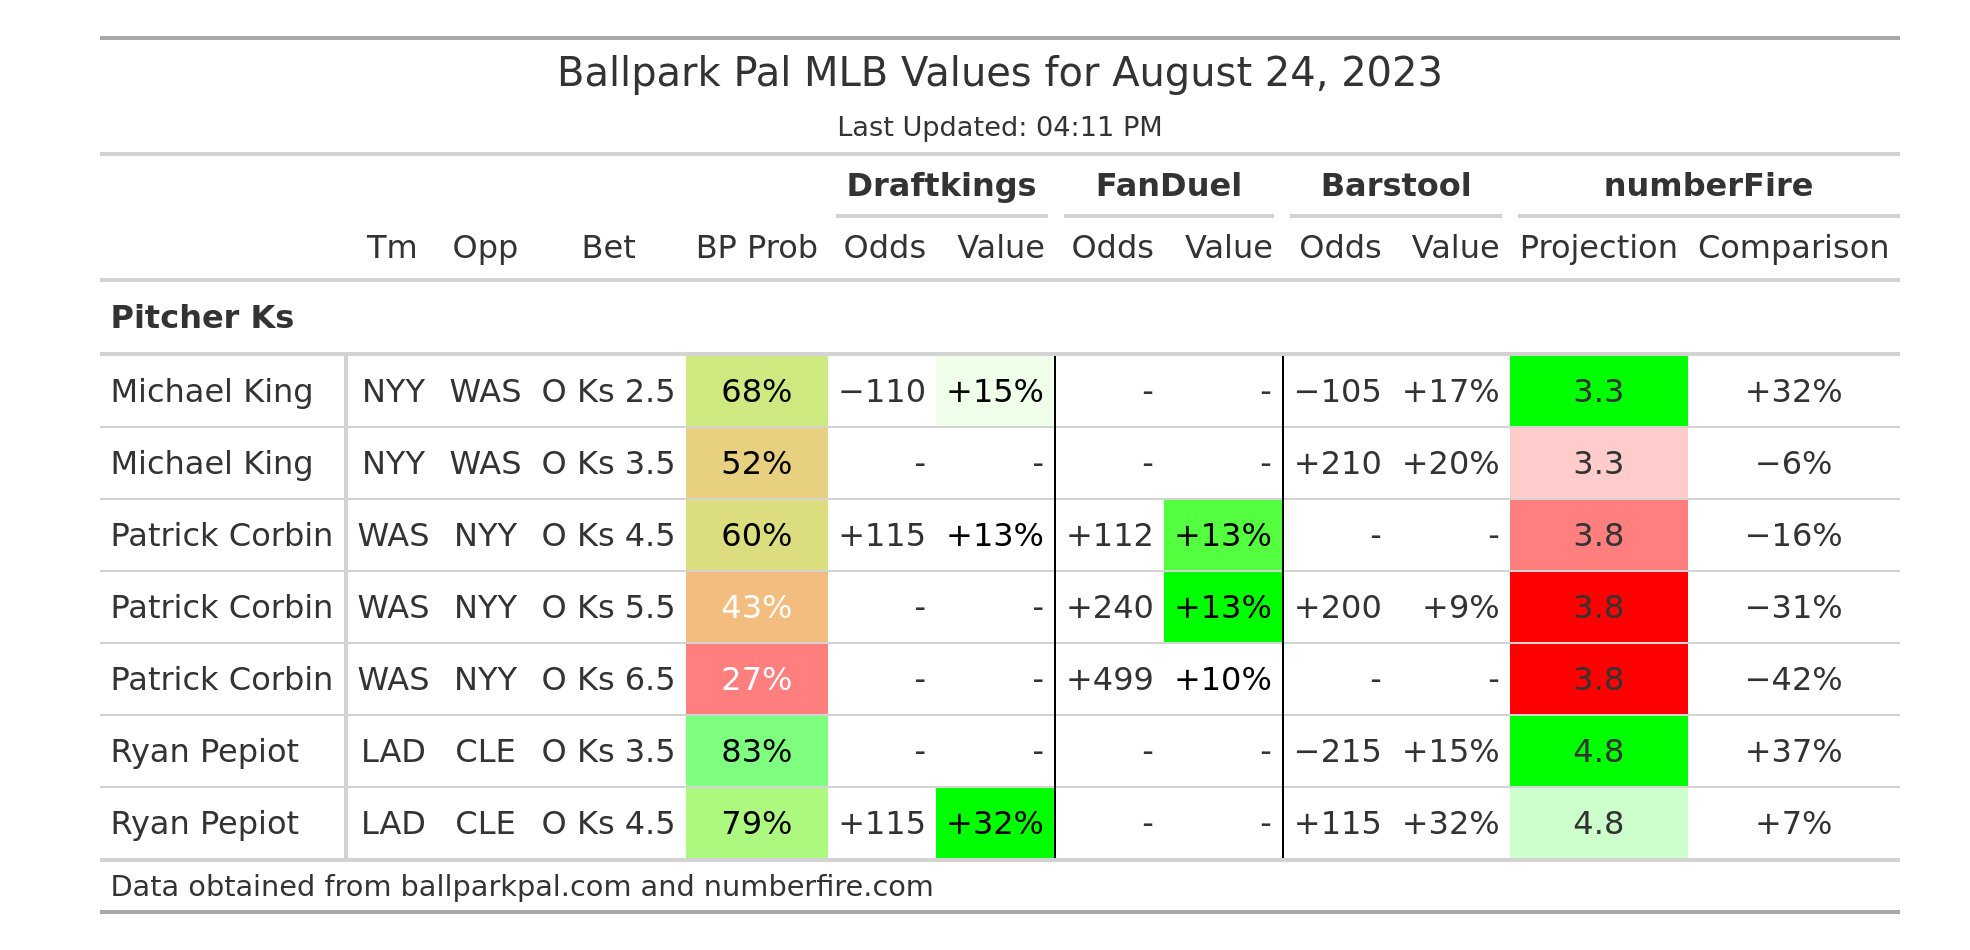 Ballpark Pal MLB Values for August 24, 2023
Last Updated: 04:11 PM
Draftkings FanDuel Barstool numberFire
Tm Opp Bet BP Prob Odds Value Odds Value Odds Value Projection Comparison
Pitcher Ks
Michael King NYY WAS O Ks 2.5 68% −110 +15% - - −105 +17% 3.3 +32%
Michael King NYY WAS O Ks 3.5 52% - - - - +210 +20% 3.3 −6%
Patrick Corbin WAS NYY O Ks 4.5 60% +115 +13% +112 +13% - - 3.8 −16%
Patrick Corbin WAS NYY O Ks 5.5 43% - - +240 +13% +200 +9% 3.8 −31%
Patrick Corbin WAS NYY O Ks 6.5 27% - - +499 +10% - - 3.8 −42%
Ryan Pepiot LAD CLE O Ks 3.5 83% - - - - −215 +15% 4.8 +37%
Ryan Pepiot LAD CLE O Ks 4.5 79% +115 +32% - - +115 +32% 4.8 +7%
Data obtained from ballparkpal.com and numberfire.com